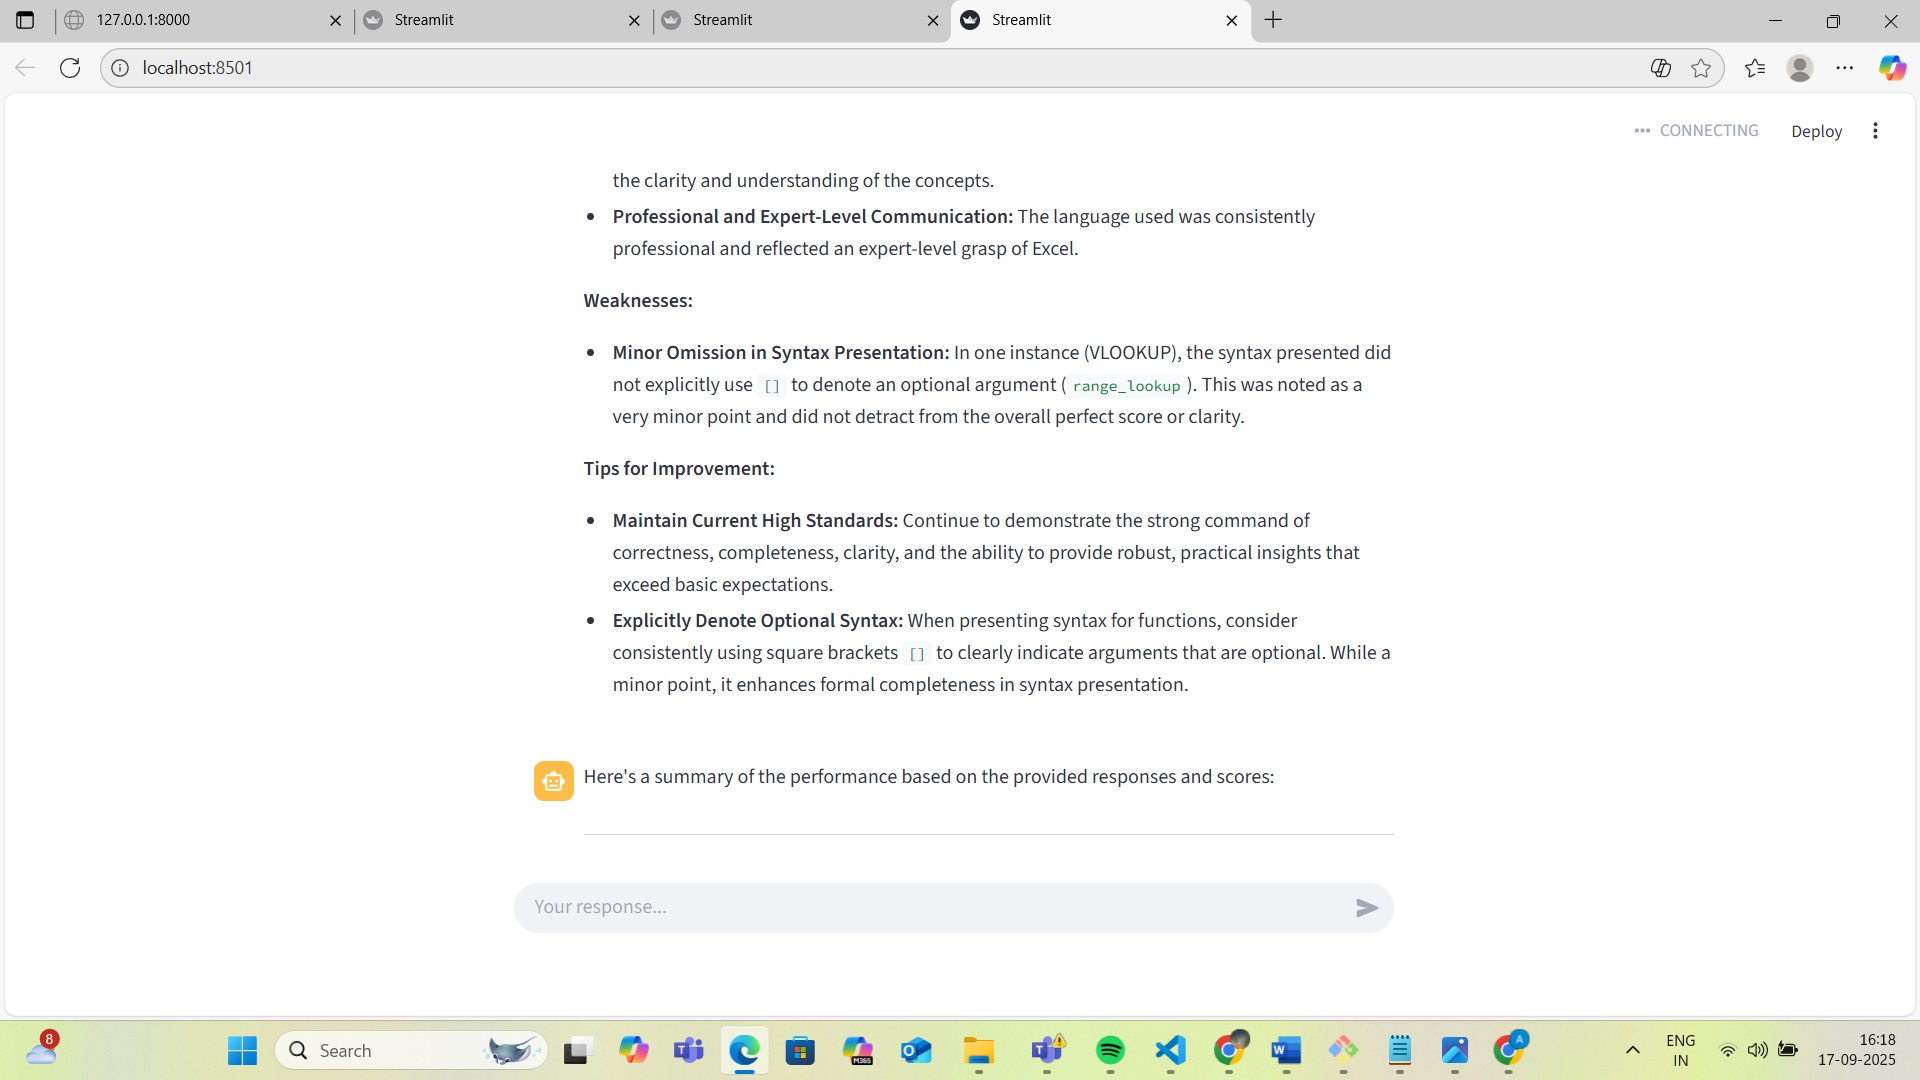 127.0.0.1:8000
Streamlit
Streamlit
Streamlit
localhost:8501
CONNECTING
Deploy
the clarity and understanding of the concepts.
Professional and Expert-Level Communication: The language used was consistently
professional and reflected an expert-level grasp of Excel.
Weaknesses:
Minor Omission in Syntax Presentation: In one instance (VLOOKUP), the syntax presented did
not explicitly use [] to denote an optional argument ( range_lookup ). This was noted as a
very minor point and did not detract from the overall perfect score or clarity.
Tips for Improvement:
Maintain Current High Standards: Continue to demonstrate the strong command of
correctness, completeness, clarity, and the ability to provide robust, practical insights that
exceed basic expectations.
Explicitly Denote Optional Syntax: When presenting syntax for functions, consider
consistently using square brackets [] to clearly indicate arguments that are optional. While a
minor point, it enhances formal completeness in syntax presentation.
Here's a summary of the performance based on the provided responses and scores:
Your response...
8
Search
M365
A
ENG
IN
16:18
17-09-2025